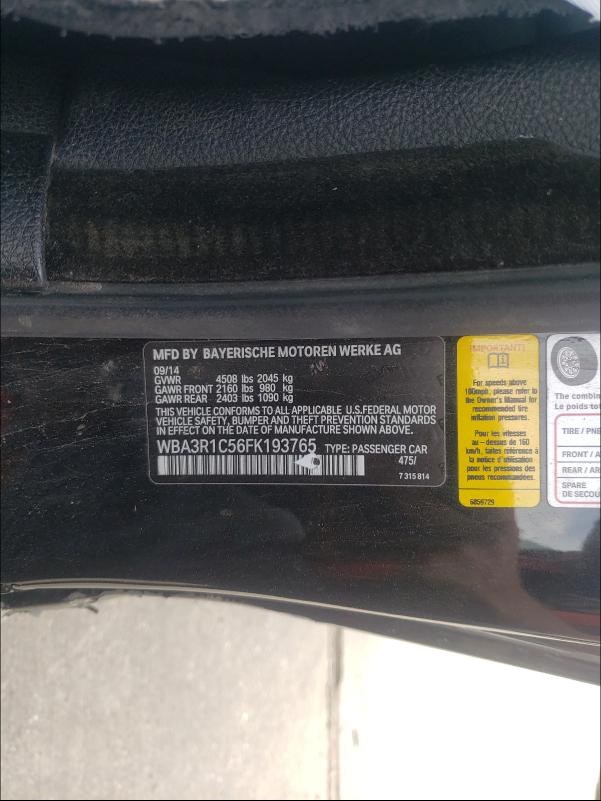 MFD BY BAYERISCHE MOTOREN WERKE AG
09/14
GVWR 4508 lbs 2045 kg
GAWR FRONT 2160 lbs 980 kg
GAWR REAR 2403 lbs 1090 kg
THIS VEHICLE CONFORMS TO ALL APPLICABLE U.S.FEDERAL MOTOR
VEHICLE SAFETY, BUMPER AND THEFT PREVENTION STANDARDS
IN EFFECT ON THE DATE OF MANUFACTURE SHOWN ABOVE.
WBA3R1C56FK193765 TYPE: PASSENGER CAR
475/
7 315 814
IMPORTANT!
For speeds above
100mph, please refer to
the Owner's Manual for
recommended tire
inflation pressures.
Pour les vitesses
au – dessus de 160
km/h, faites référence à
la notice d'utilisation
pour les pressions des
pneus recommandées.
6859729
The combin
Le poids tot
TIRE / PNE
FRONT / A
REAR / AR
SPARE
DE SECOU